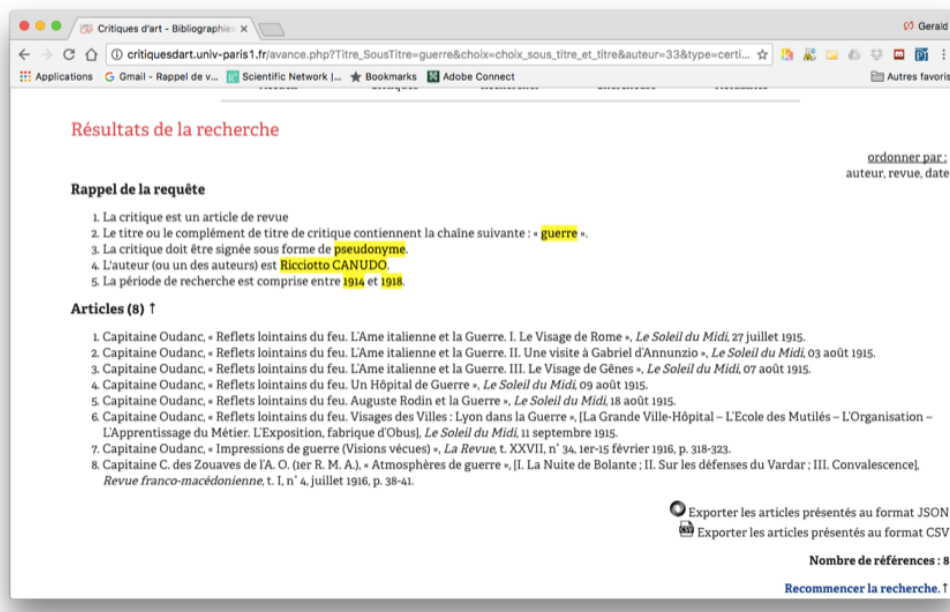 Critiques d'art - Bibliographies
Gerald
critiquesdart.univ-paris1.fr/avance.php?Titre_SousTitre=guerre&choix=choix_sous_titre_et_titre&auteur=33&type=certi...
Applications G Gmail - Rappel de v... Scientific Network |... Bookmarks Adobe Connect Autres favoris
Résultats de la recherche
ordonner par :
auteur, revue, date
Rappel de la requête
1. La critique est un article de revue
2. Le titre ou le complément de titre de critique contiennent la chaîne suivante : « guerre ».
3. La critique doit être signée sous forme de pseudonyme.
4. L'auteur (ou un des auteurs) est Ricciotto CANUDO.
5. La période de recherche est comprise entre 1914 et 1918.
Articles (8) ↑
1. Capitaine Oudanc, « Reflets lointains du feu. L'Ame italienne et la Guerre. I. Le Visage de Rome », Le Soleil du Midi, 27 juillet 1915.
2. Capitaine Oudanc, « Reflets lointains du feu. L'Ame italienne et la Guerre. II. Une visite à Gabriel d'Annunzio », Le Soleil du Midi, 03 août 1915.
3. Capitaine Oudanc, « Reflets lointains du feu. L'Ame italienne et la Guerre. III. Le Visage de Gênes », Le Soleil du Midi, 07 août 1915.
4. Capitaine Oudanc, « Reflets lointains du feu. Un Hôpital de Guerre », Le Soleil du Midi, 09 août 1915.
5. Capitaine Oudanc, « Reflets lointains du feu. Auguste Rodin et la Guerre », Le Soleil du Midi, 18 août 1915.
6. Capitaine Oudanc, « Reflets lointains du feu. Visages des Villes : Lyon dans la Guerre », [La Grande Ville-Hôpital – L'Ecole des Mutilés – L'Organisation –
L'Apprentissage du Métier. L'Exposition, fabrique d'Obus], Le Soleil du Midi, 11 septembre 1915.
7. Capitaine Oudanc, « Impressions de guerre (Visions vécues) », La Revue, t. XXVII, n° 34, 1er-15 février 1916, p. 318-323.
8. Capitaine C. des Zouaves de l'A. O. (1er R. M. A.), « Atmosphères de guerre », [I. La Nuite de Bolante ; II. Sur les défenses du Vardar ; III. Convalescence],
Revue franco-macédonienne, t. I, n° 4, juillet 1916, p. 38-41.
Exporter les articles présentés au format JSON
CSV Exporter les articles présentés au format CSV
Nombre de références : 8
Recommencer la recherche. ↑